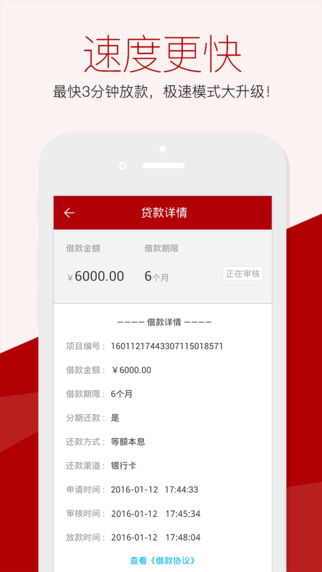 速度更快
最快3分钟放款，极速模式大升级！
贷款详情
借款金额
借款期限
￥6000.00
6个月
正在审核
———— 借款详情 ————
项目编号： 16011217443307115018571
借款金额： ￥6000.00
借款期限： 6个月
分期还款： 是
还款方式： 等额本息
还款渠道： 银行卡
申请时间： 2016-01-12 17:44:33
审核时间： 2016-01-12 17:45:34
放款时间： 2016-01-12 17:48:04
查看《借款协议》